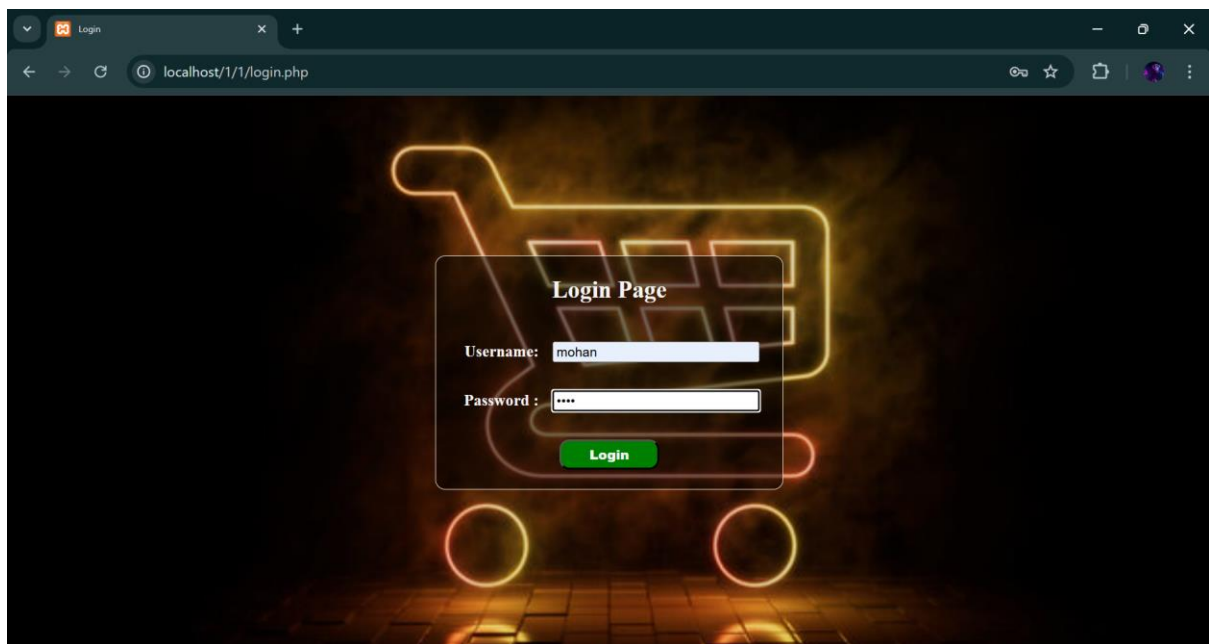 Login
localhost/1/1/login.php
Login Page
Username: mohan
Password : ••••
Login